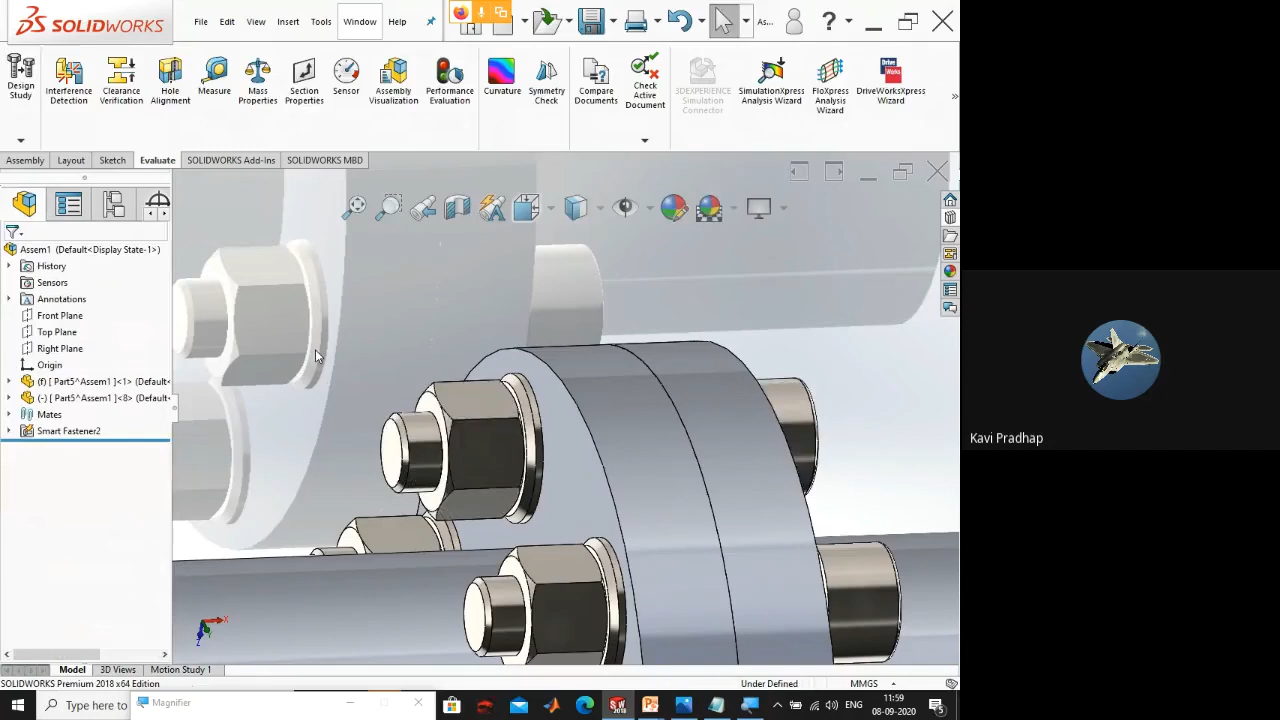 SOLIDWORKS File Edit View Insert Tools Window Help As... ?
Design Study
Interference Detection
Clearance Verification
Hole Alignment
Measure
Mass Properties
Section Properties
Sensor
Assembly Visualization
Performance Evaluation
Curvature
Symmetry Check
Compare Documents
Check Active Document
3DEXPERIENCE Simulation Connector
SimulationXpress Analysis Wizard
FloXpress Analysis Wizard
DriveWorksXpress Wizard
Assembly Layout Sketch Evaluate SOLIDWORKS Add-Ins SOLIDWORKS MBD
Assem1 (Default<Display State-1>)
History
Sensors
Annotations
Front Plane
Top Plane
Right Plane
Origin
(f) [ Part5^Assem1 ]<1> (Default<
(-) [ Part5^Assem1 ]<8> (Default<
Mates
Smart Fastener2
Kavi Pradhap
X
Z
Model 3D Views Motion Study 1
SOLIDWORKS Premium 2018 x64 Edition Under Defined MMGS
Type here to
Magnifier
SW
2018
ENG
11:59
08-09-2020
5